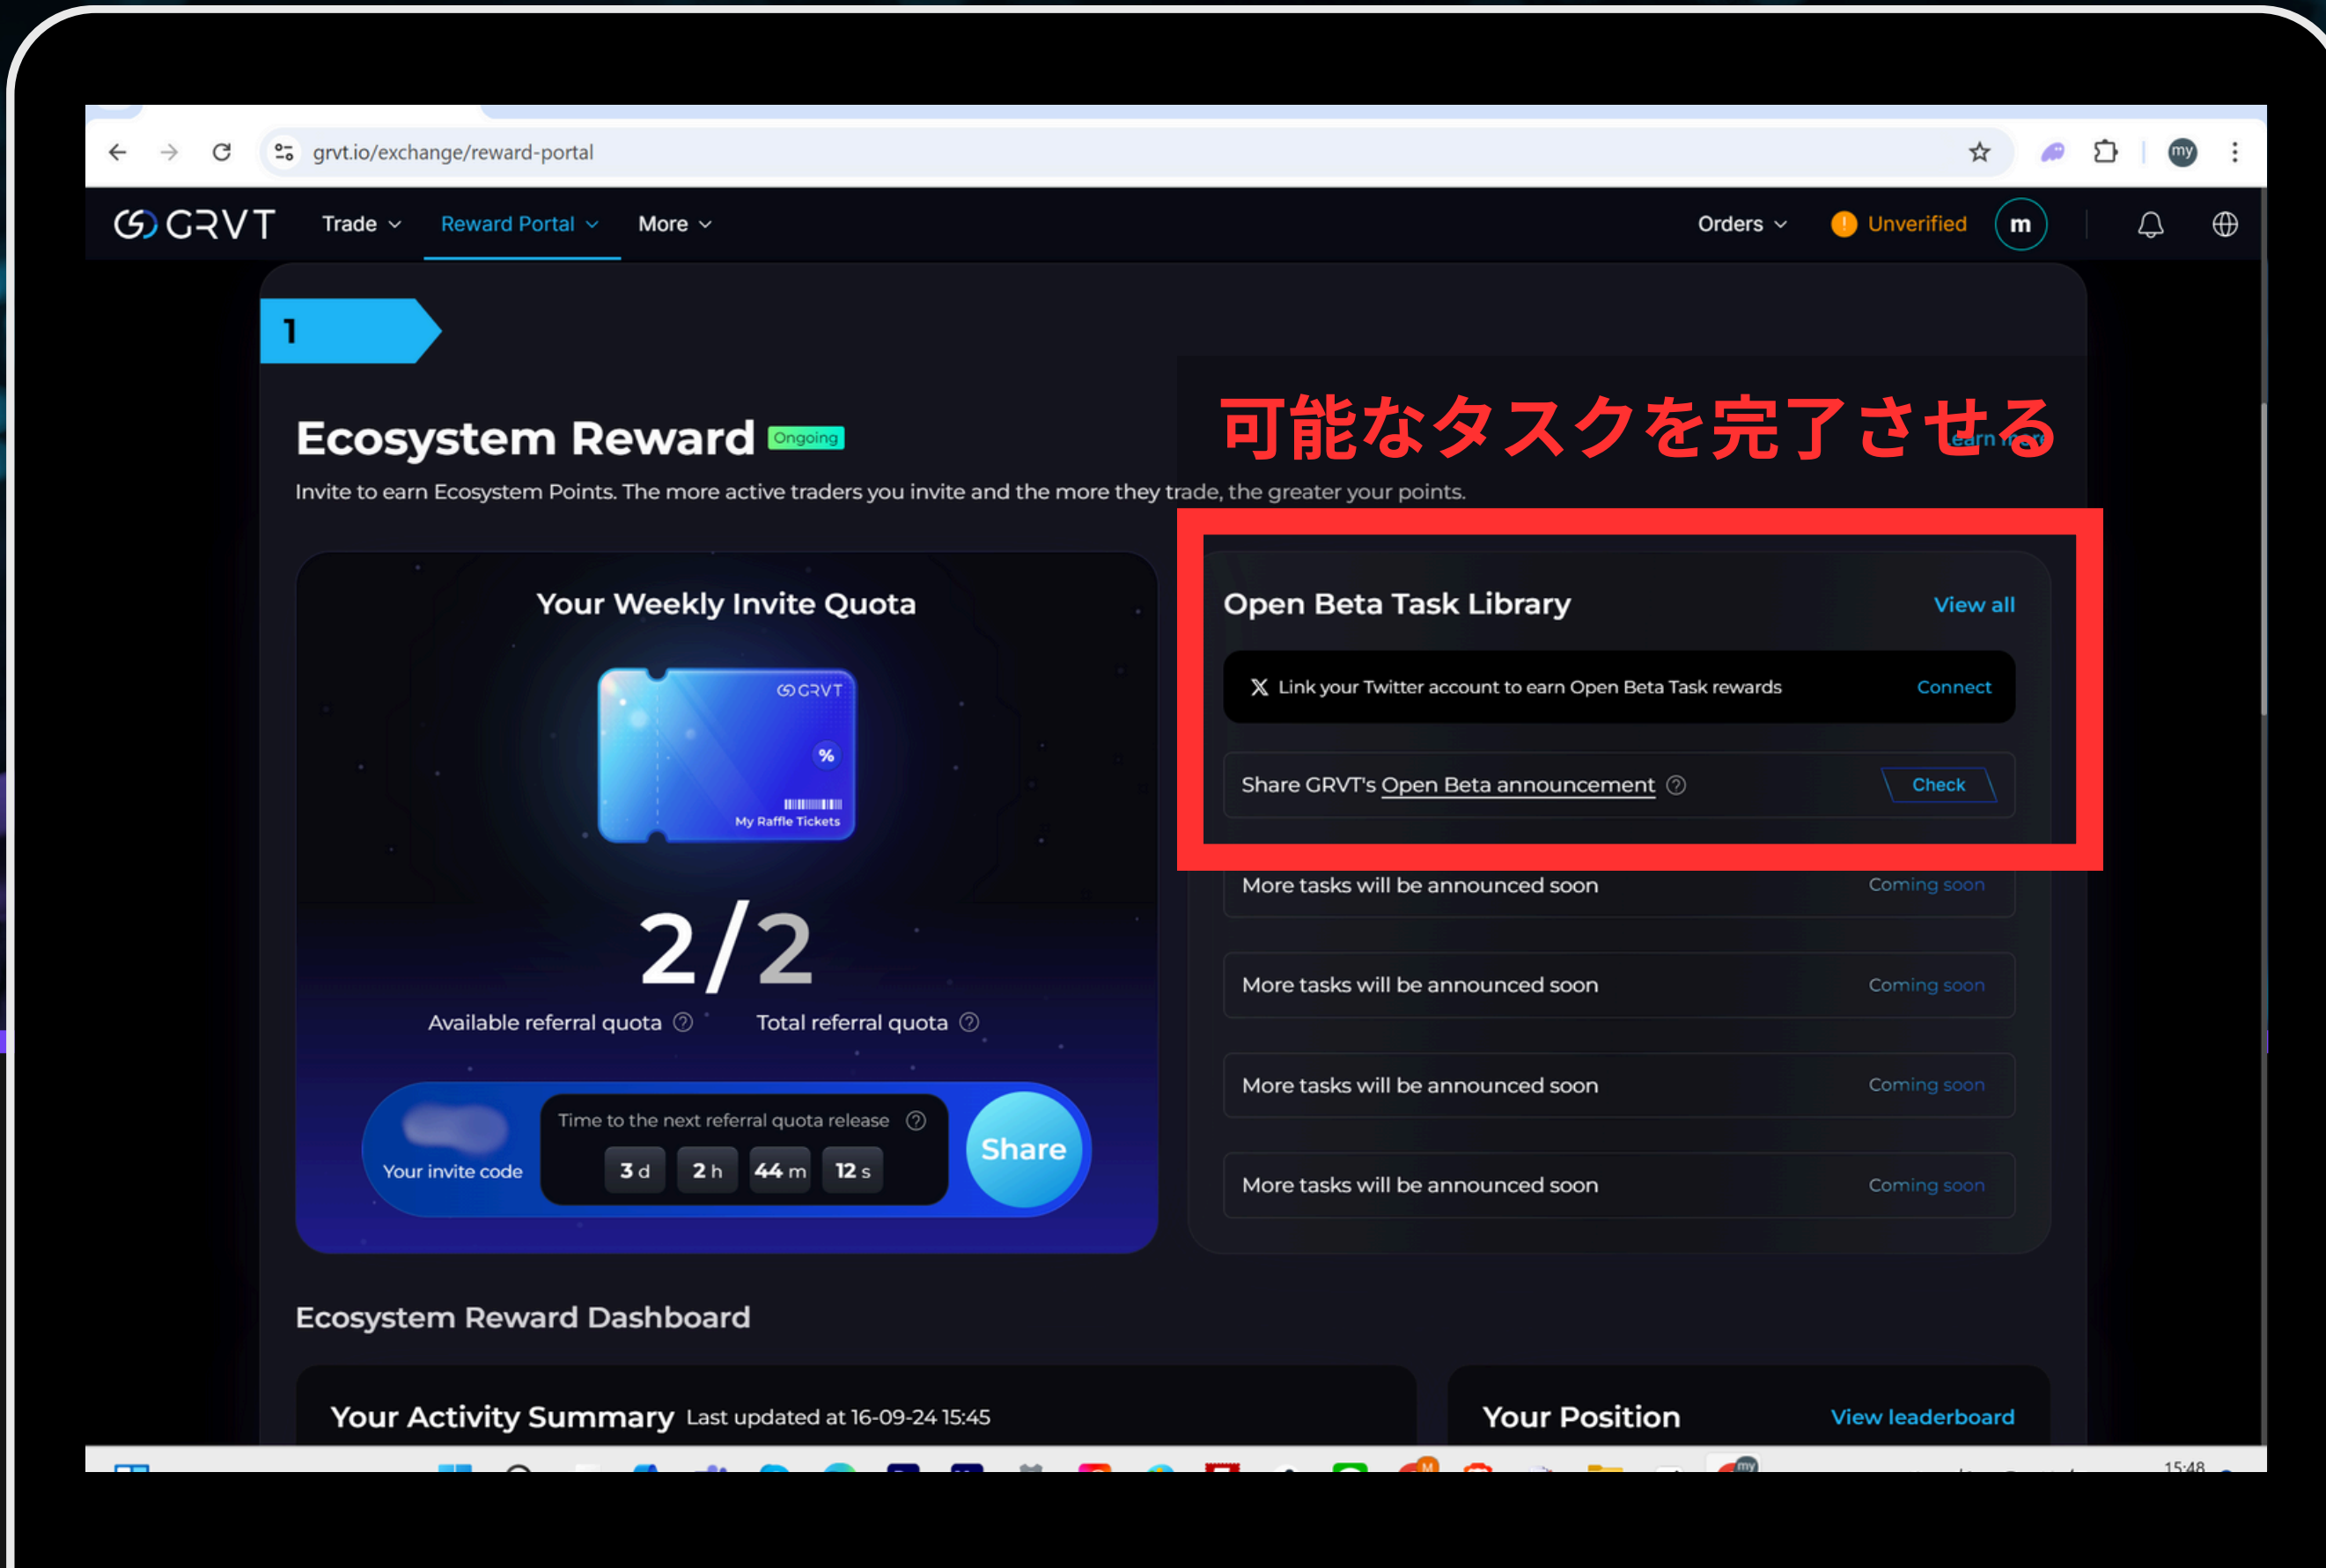 grvt.io/exchange/reward-portal
my
GRVT
Trade
Reward Portal
More
Orders
Unverified
m
1
可能なタスクを完了させる
Ecosystem Reward
Ongoing
Learn more
Invite to earn Ecosystem Points. The more active traders you invite and the more they trade, the greater your points.
Your Weekly Invite Quota
GRVT
%
My Raffle Tickets
2/2
Available referral quota
Total referral quota
Your invite code
Time to the next referral quota release
3 d 2 h 44 m 12 s
Share
Open Beta Task Library
View all
X Link your Twitter account to earn Open Beta Task rewards
Connect
Share GRVT's Open Beta announcement
Check
More tasks will be announced soon
Coming soon
More tasks will be announced soon
Coming soon
More tasks will be announced soon
Coming soon
More tasks will be announced soon
Coming soon
Ecosystem Reward Dashboard
Your Activity Summary Last updated at 16-09-24 15:45
Your Position
View leaderboard
M
my
15:48